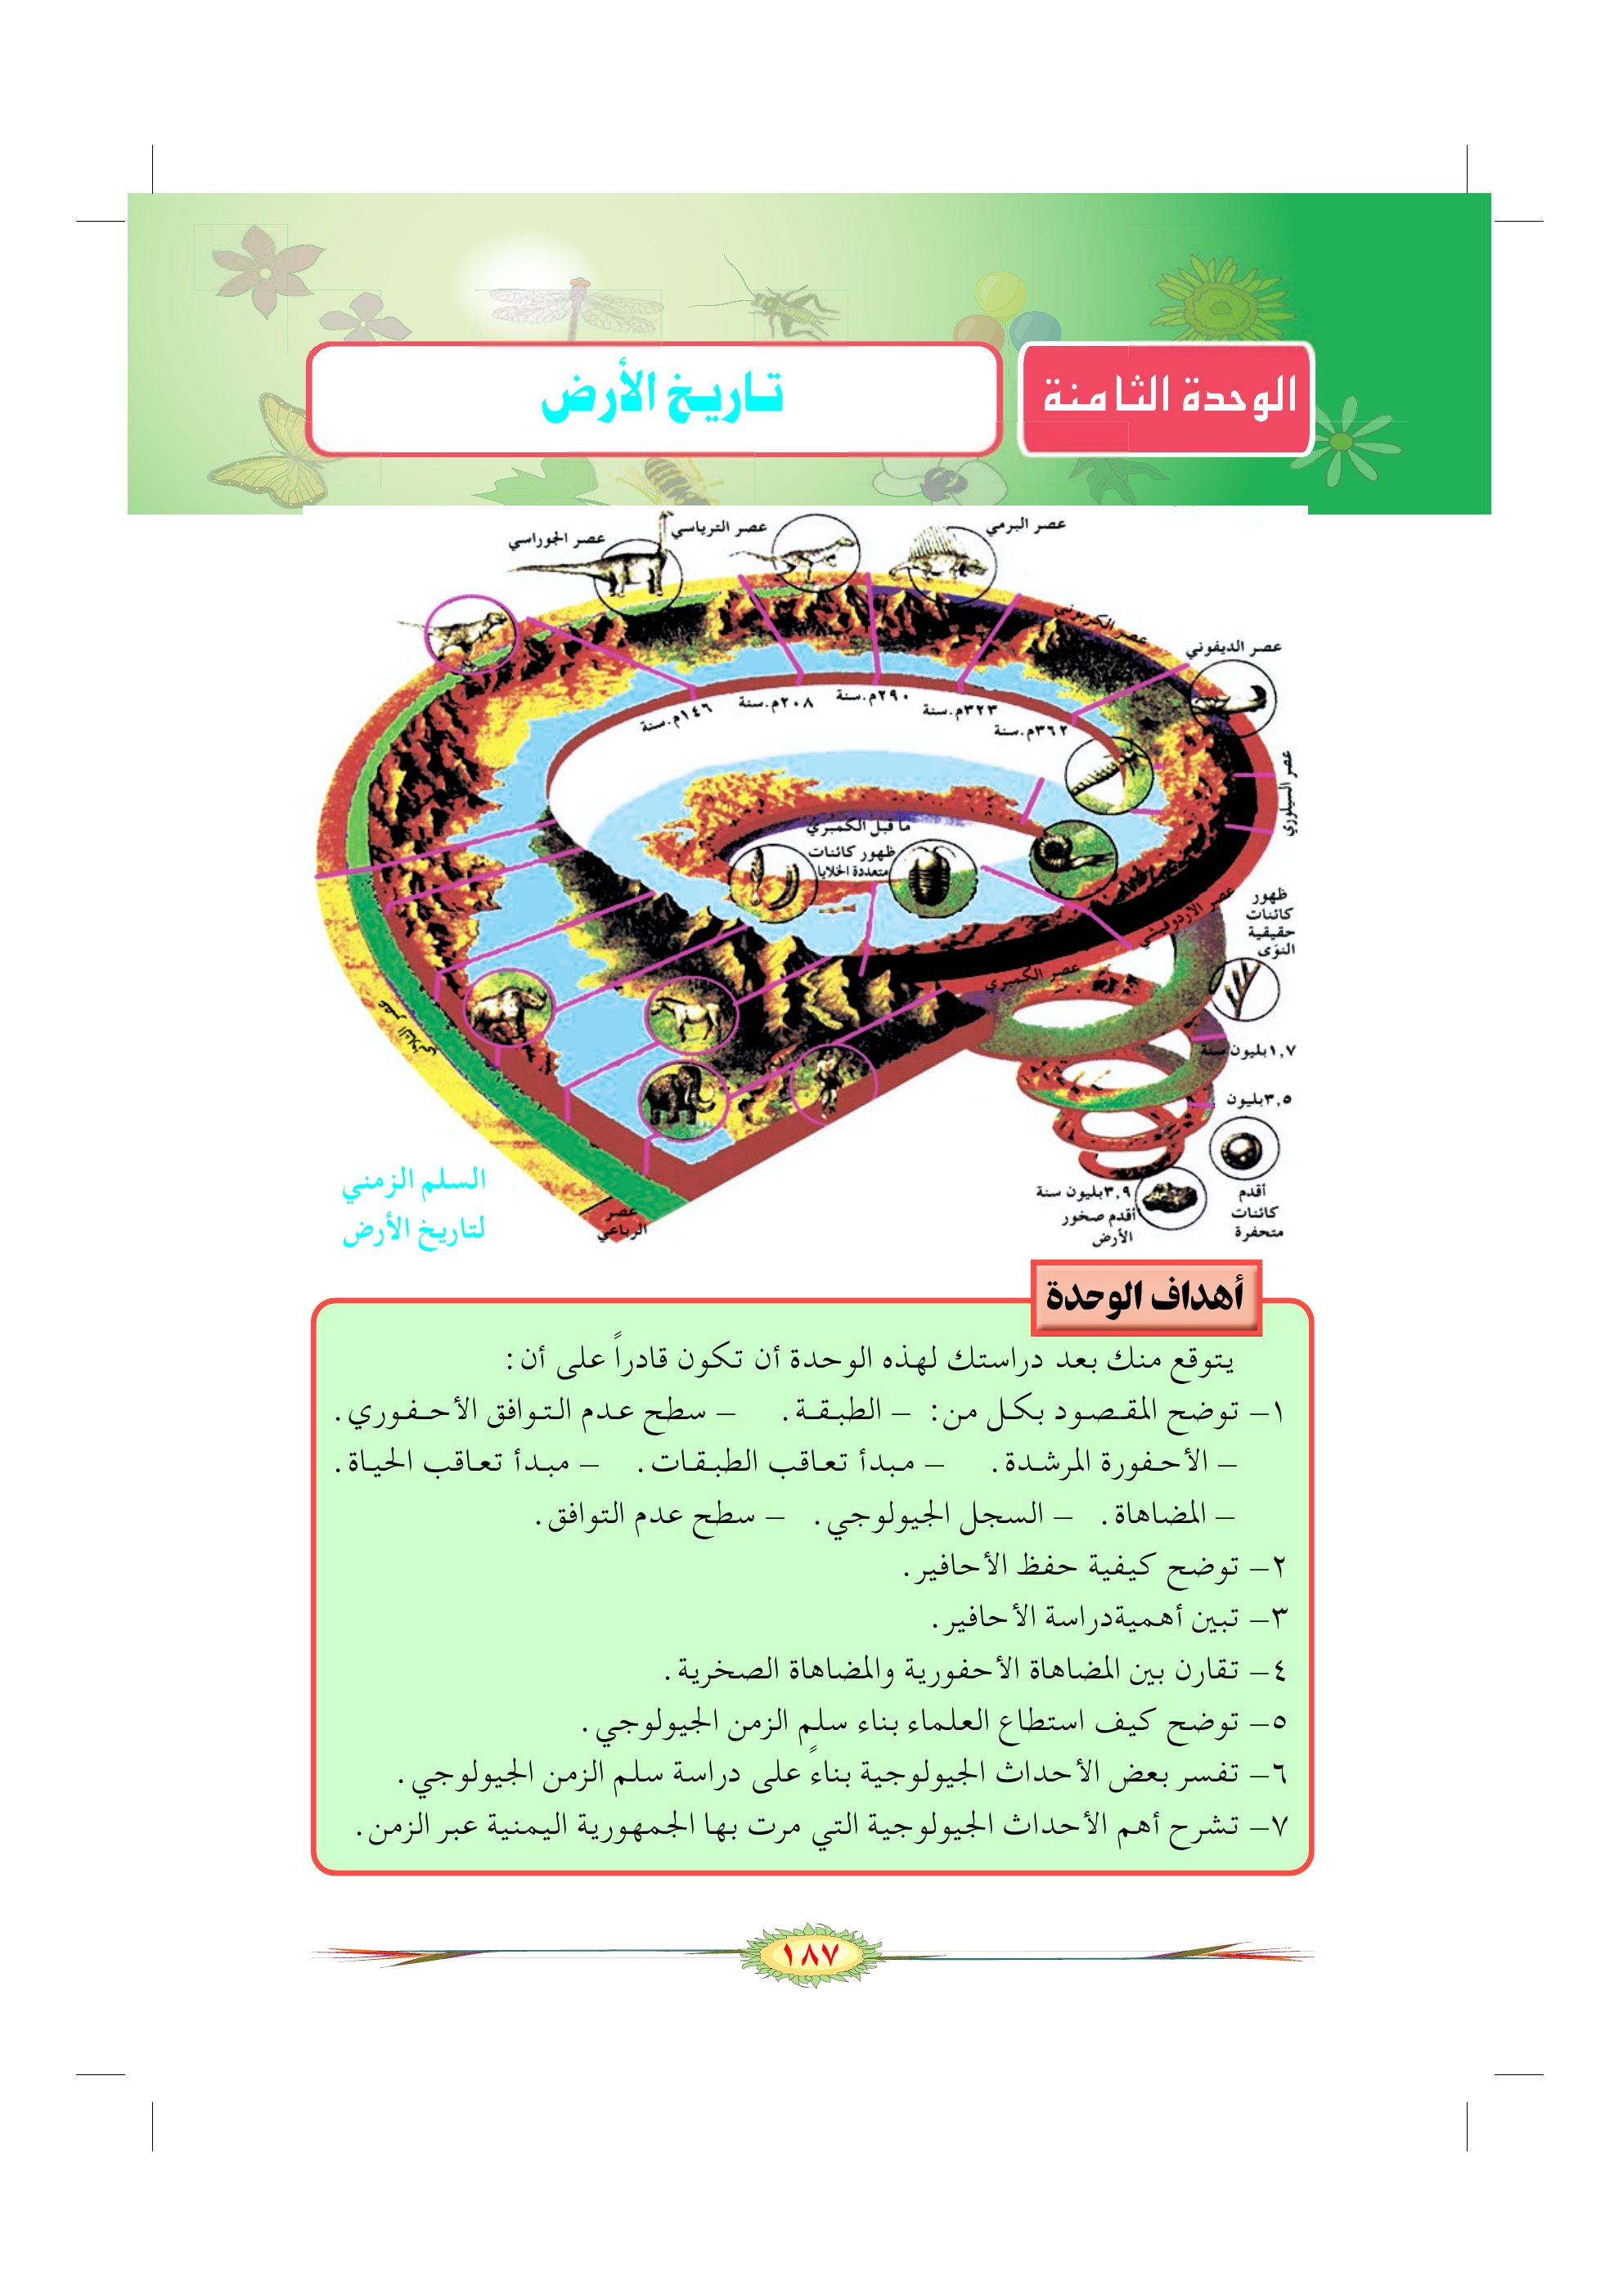 الوحدة الثامنة
تاريخ الأرض
عصر البرمي
عصر الترياسي
عصر الجوراسي
عصر الكربوني
عصر الديفوني
١٤٦م.سنة
٢٠٨م.سنة
٢٩٠م.سنة
٣٢٣م.سنة
٣٦٢م.سنة
عصر السيلوري
ما قبل الكمبري
ظهور كائنات
متعددة الخلايا
عصر الأردوفيشي
عصر الكمبري
ظهور
كائنات
حقيقية
النوى
١,٧بليون سنة
٣,٥بليون
أقدم
كائنات
متحفرة
٣,٩بليون سنة
أقدم صخور
الأرض
عصر
عصر
الرباعي
السلم الزمني
لتاريخ الأرض
أهداف الوحدة
يتوقع منك بعد دراستك لهذه الوحدة أن تكون قادراً على أن :
١– توضح المقصود بكل من : – الطبقة . – سطح عدم التوافق الأحفوري .
– الأحفورة المرشدة . – مبدأ تعاقب الطبقات . – مبدأ تعاقب الحياة .
– المضاهاة . – السجل الجيولوجي . – سطح عدم التوافق .
٢– توضح كيفية حفظ الأحافير .
٣– تبين أهميةدراسة الأحافير .
٤– تقارن بين المضاهاة الأحفورية والمضاهاة الصخرية .
٥– توضح كيف استطاع العلماء بناء سلم الزمن الجيولوجي .
٦– تفسر بعض الأحداث الجيولوجية بناءً على دراسة سلم الزمن الجيولوجي .
٧– تشرح أهم الأحداث الجيولوجية التي مرت بها الجمهورية اليمنية عبر الزمن .
١٨٧